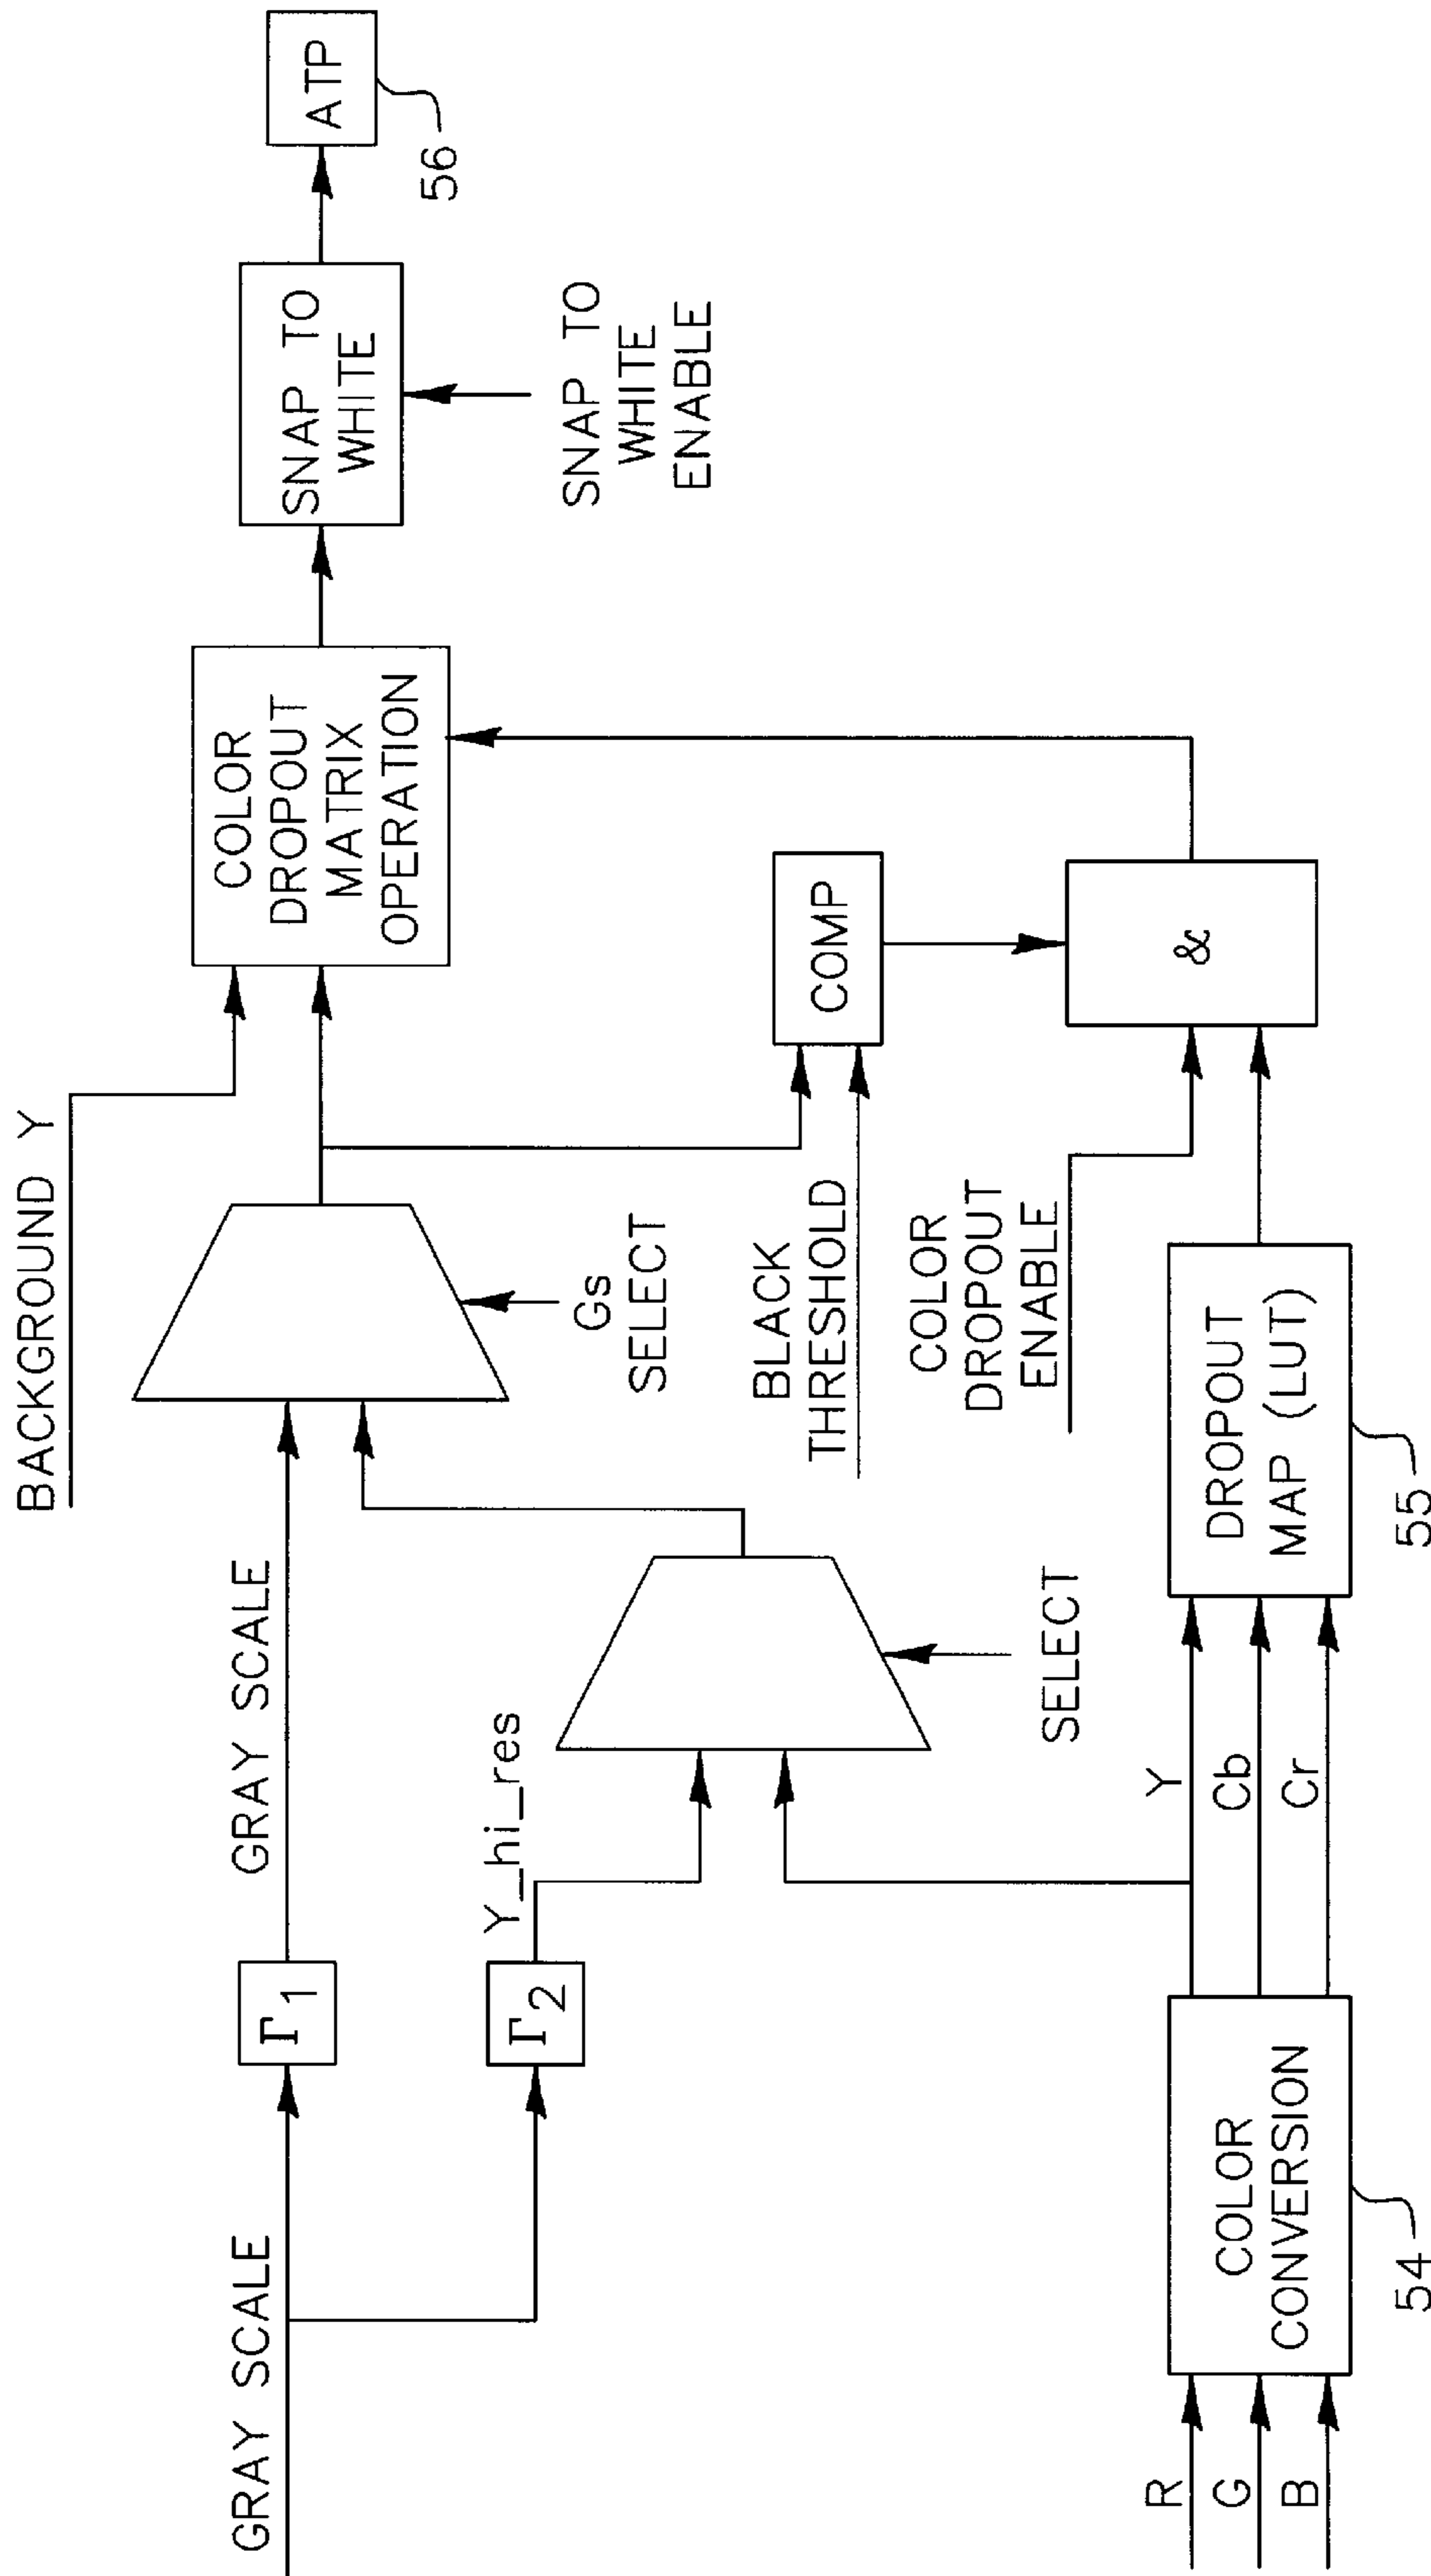 GRAY SCALE
Γ1
GRAY SCALE
BACKGROUND Y
COLOR
DROPOUT
MATRIX
OPERATION
SNAP TO
WHITE
ATP
56
SNAP TO
WHITE
ENABLE
Γ2
Y_hi_res
Gs
SELECT
SELECT
BLACK
THRESHOLD
COMP
COLOR
DROPOUT
ENABLE
&
R
G
B
COLOR
CONVERSION
54
Y
Cb
Cr
DROPOUT
MAP (LUT)
55